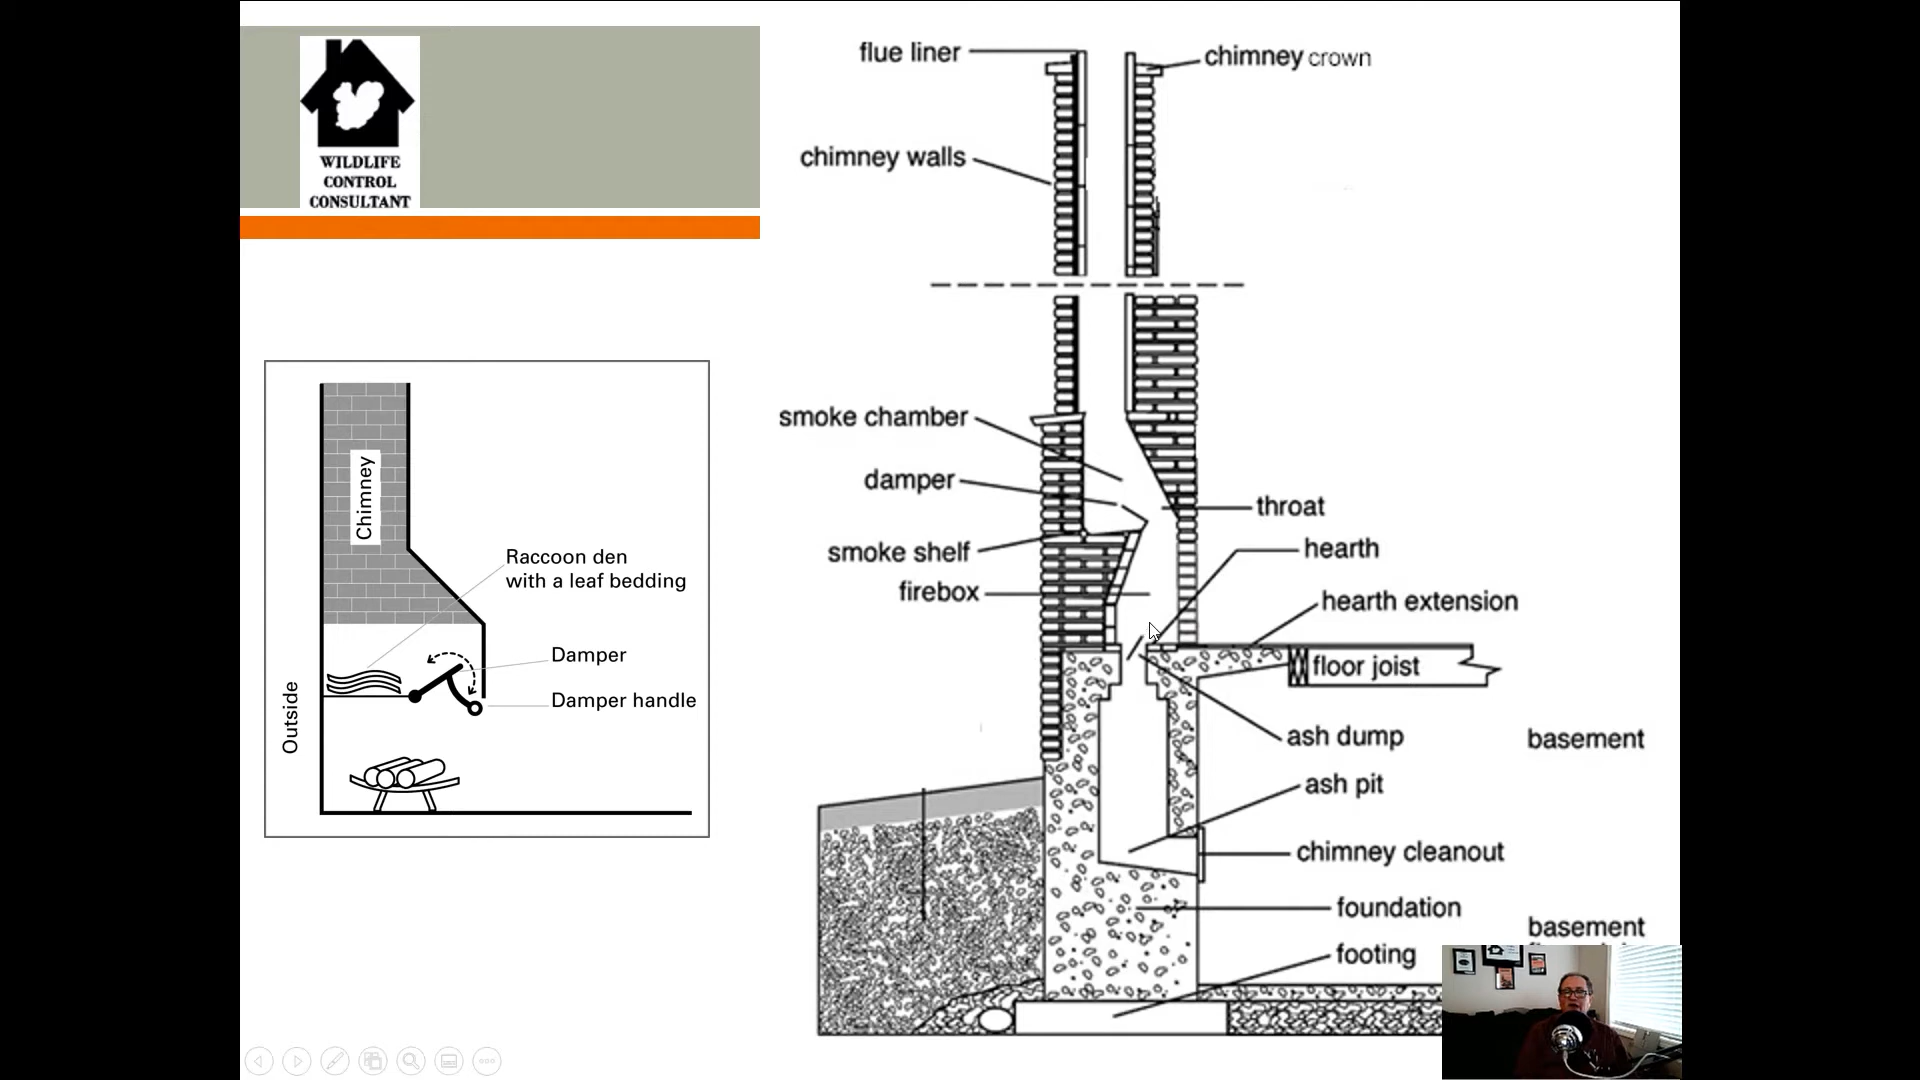 WILDLIFE
CONTROL
CONSULTANT
flue liner
chimney crown
chimney walls
smoke chamber
damper
throat
smoke shelf
hearth
firebox
hearth extension
floor joist
ash dump
basement
ash pit
chimney cleanout
foundation
basement
footing
Chimney
Raccoon den
with a leaf bedding
Damper
Damper handle
Outside